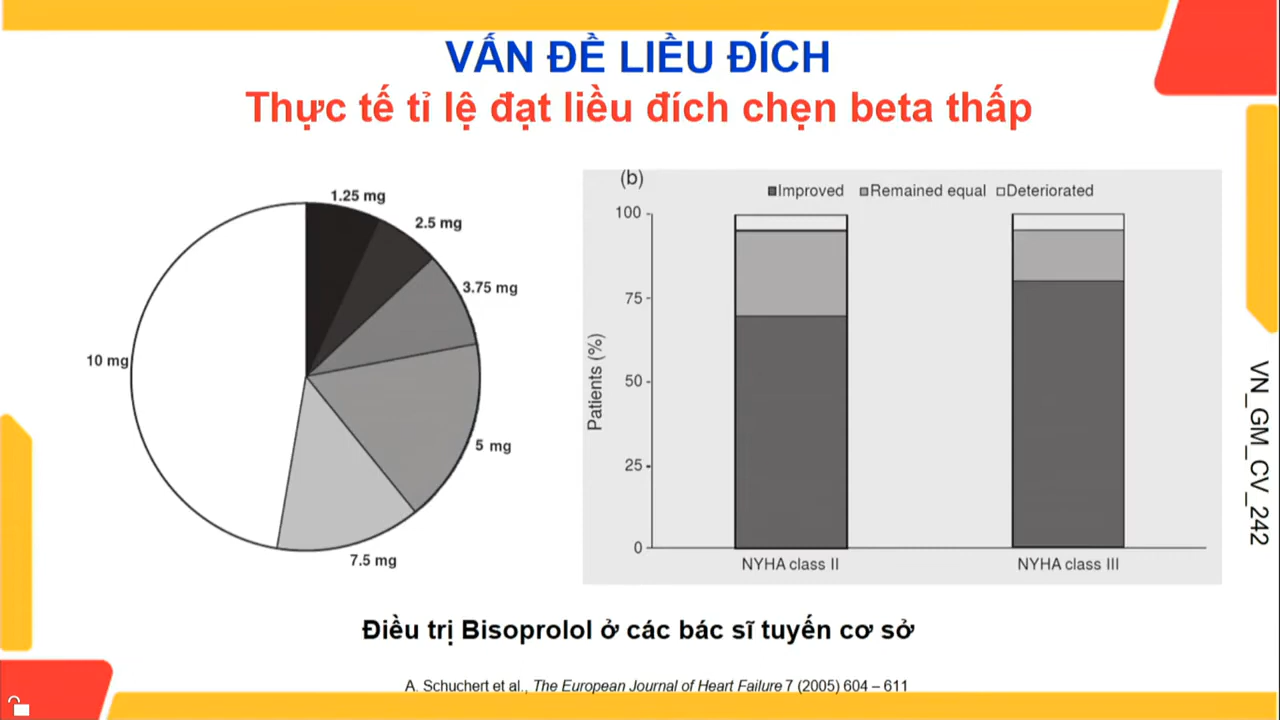 VẤN ĐỀ LIỀU ĐÍCH
Thực tế tỉ lệ đạt liều đích chẹn beta thấp
1.25 mg
2.5 mg
3.75 mg
5 mg
7.5 mg
10 mg
(b)
Improved Remained equal Deteriorated
100
75
50
25
0
Patients (%)
NYHA class II
NYHA class III
VN_GM_CV_242
Điều trị Bisoprolol ở các bác sĩ tuyến cơ sở
A. Schuchert et al., The European Journal of Heart Failure 7 (2005) 604 – 611